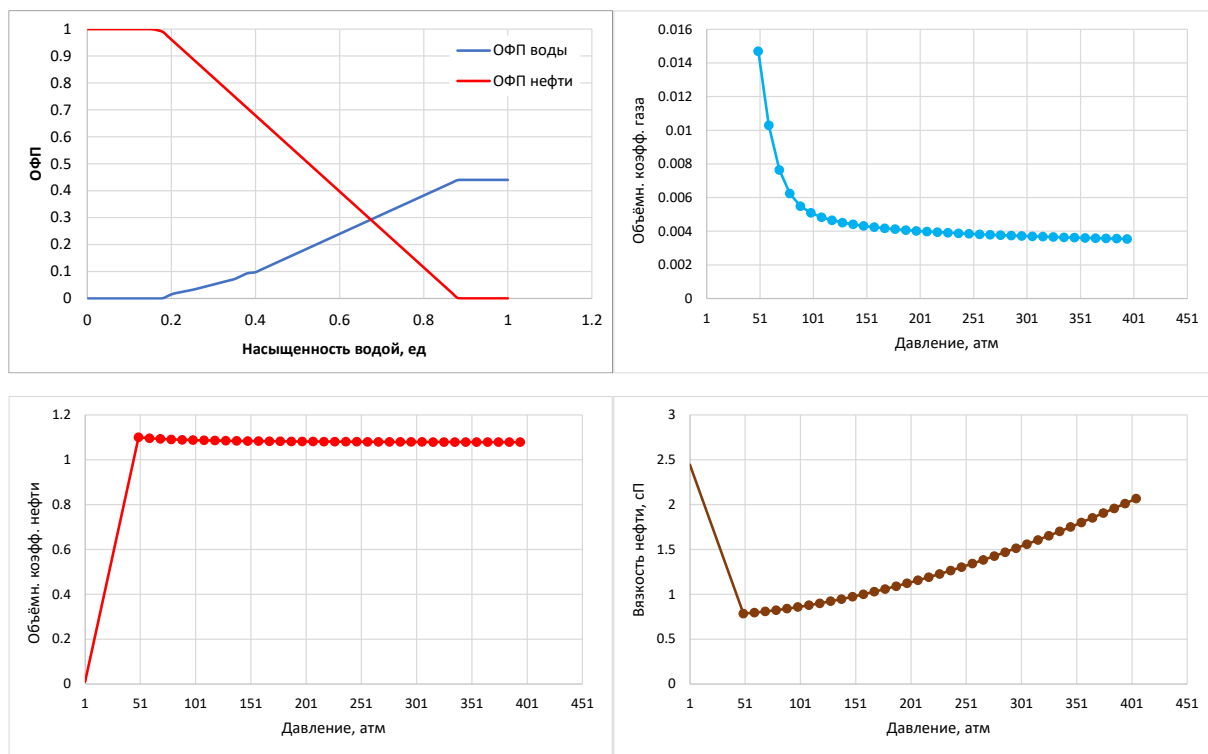 1
0.9
0.8
0.7
0.6
0.5
0.4
0.3
0.2
0.1
0
ОФП
ОФП воды
ОФП нефти
0 0.2 0.4 0.6 0.8 1 1.2
Насыщенность водой, ед
0.016
0.014
0.012
0.01
0.008
0.006
0.004
0.002
0
Объёмн. коэфф. газа
1 51 101 151 201 251 301 351 401 451
Давление, атм
1.2
1
0.8
0.6
0.4
0.2
0
Объёмн. коэфф. нефти
1 51 101 151 201 251 301 351 401 451
Давление, атм
3
2.5
2
1.5
1
0.5
0
Вязкость нефти, сП
1 51 101 151 201 251 301 351 401 451
Давление, атм